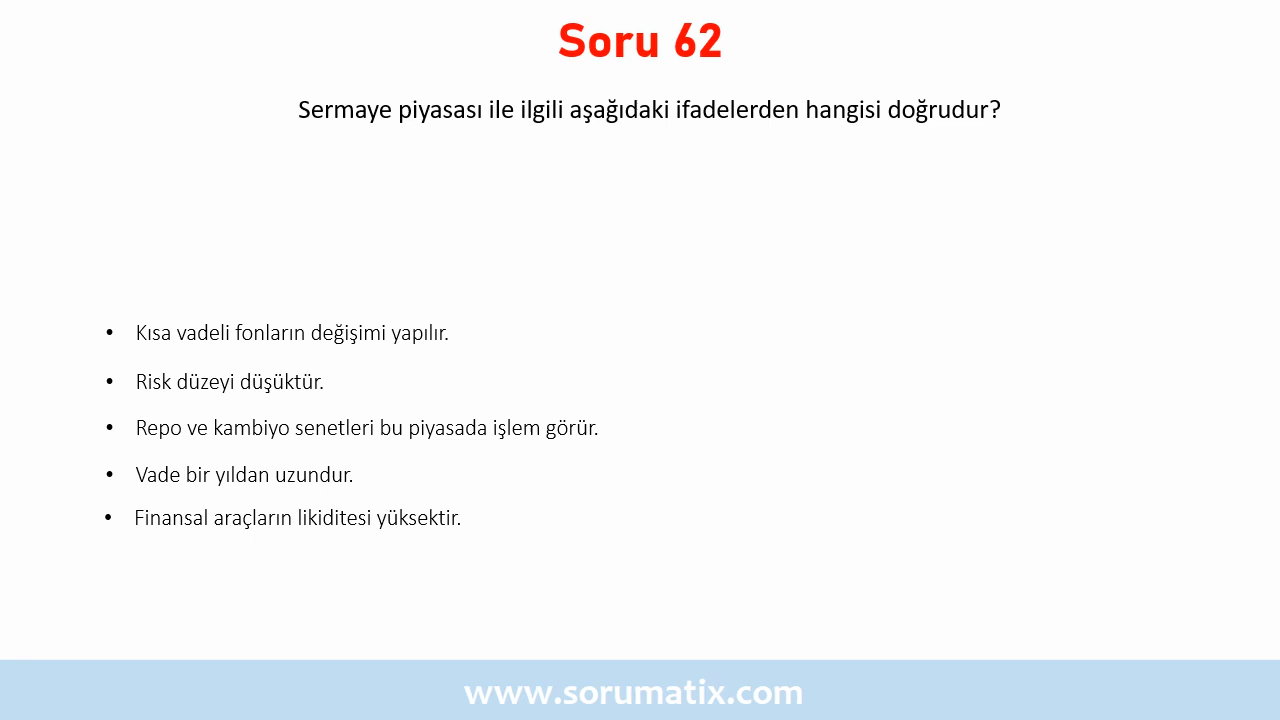 Soru 62
Sermaye piyasası ile ilgili aşağıdaki ifadelerden hangisi doğrudur?
• Kısa vadeli fonların değişimi yapılır.
• Risk düzeyi düşüktür.
• Repo ve kambiyo senetleri bu piyasada işlem görür.
• Vade bir yıldan uzundur.
• Finansal araçların likiditesi yüksektir.
www.sorumatix.com